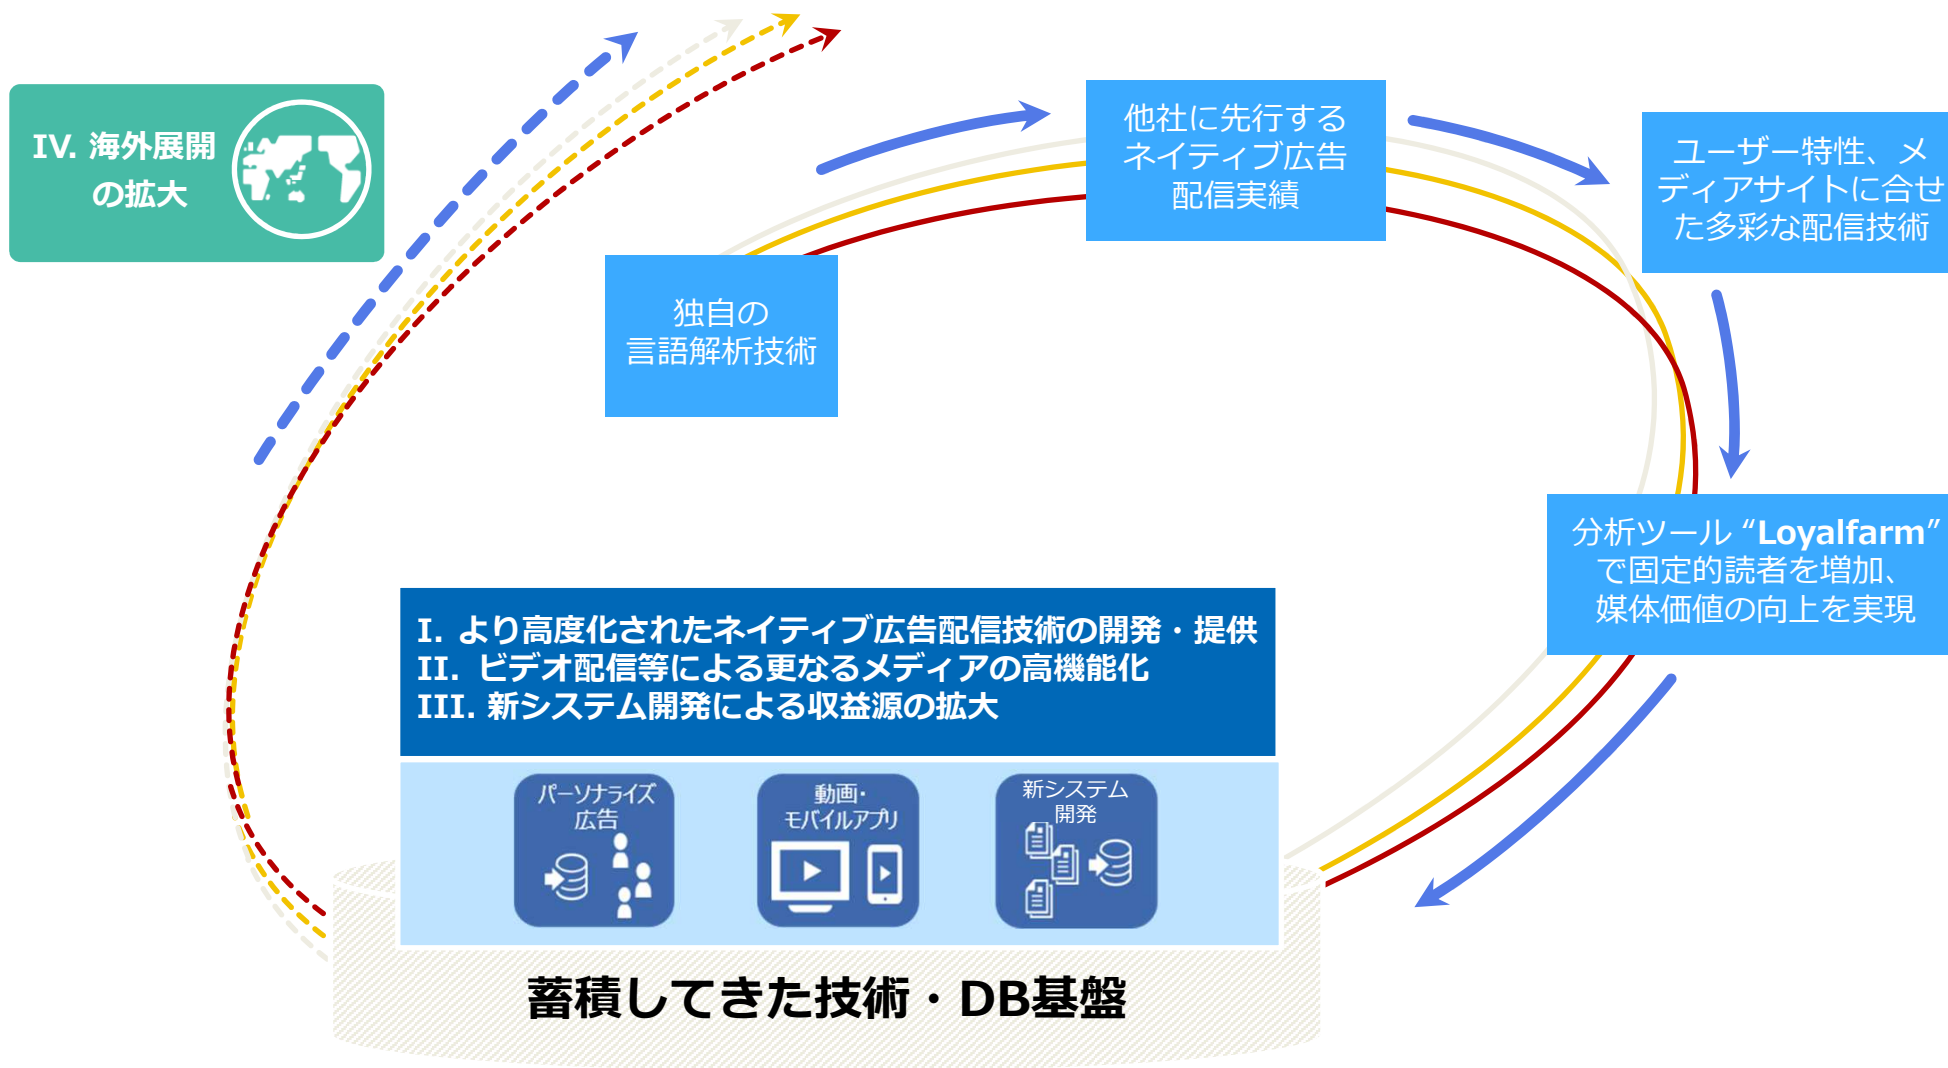 IV. 海外展開
の拡大
他社に先行する
ネイティブ広告
配信実績
ユーザー特性、メ
ディアサイトに合せ
た多彩な配信技術
独自の
言語解析技術
分析ツール “Loyalfarm”
で固定的読者を増加、
媒体価値の向上を実現
I. より高度化されたネイティブ広告配信技術の開発・提供
II. ビデオ配信等による更なるメディアの高機能化
III. 新システム開発による収益源の拡大
パーソナライズ
広告
動画・
モバイルアプリ
新システム
開発
蓄積してきた技術・DB基盤